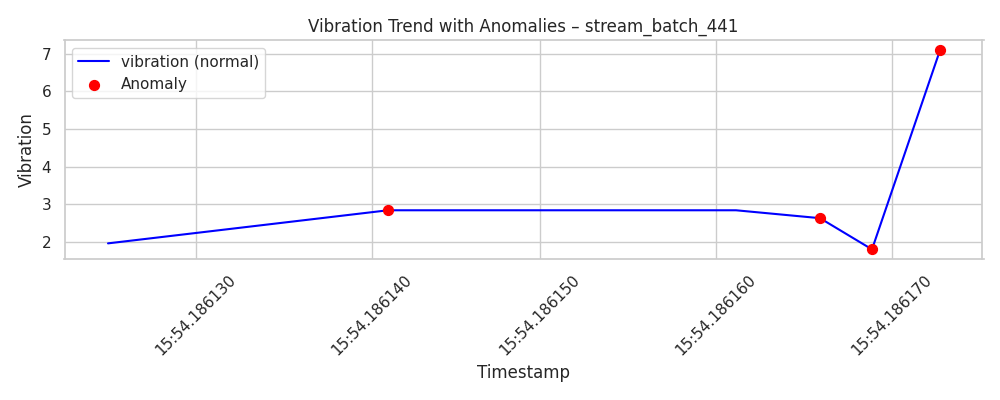 Vibration Trend with Anomalies – stream_batch_441
vibration (normal)
Anomaly
Vibration
7
6
5
4
3
2
15:54.186130
15:54.186140
15:54.186150
15:54.186160
15:54.186170
Timestamp